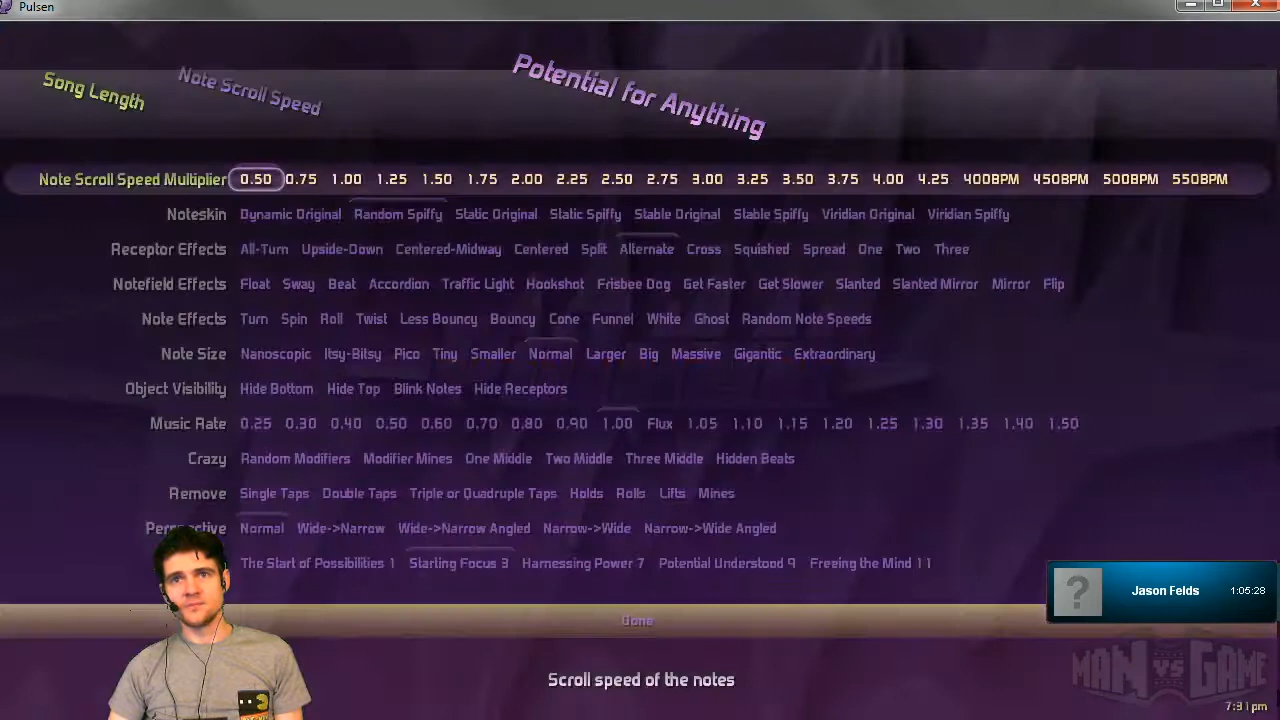 Pulsen
Song Length
Note Scroll Speed
Potential for Anything
Note Scroll Speed Multiplier 0.50 0.75 1.00 1.25 1.50 1.75 2.00 2.25 2.50 2.75 3.00 3.25 3.50 3.75 4.00 4.25 400BPM 450BPM 500BPM 550BPM
Noteskin Dynamic Original Random Spiffy Static Original Static Spiffy Stable Original Stable Spiffy Viridian Original Viridian Spiffy
Receptor Effects All-Turn Upside-Down Centered-Midway Centered Split Alternate Cross Squished Spread One Two Three
Notefield Effects Float Sway Beat Accordion Traffic Light Hookshot Frisbee Dog Get Faster Get Slower Slanted Slanted Mirror Mirror Flip
Note Effects Turn Spin Roll Twist Less Bouncy Bouncy Cone Funnel White Ghost Random Note Speeds
Note Size Nanoscopic Itsy-Bitsy Pico Tiny Smaller Normal Larger Big Massive Gigantic Extraordinary
Object Visibility Hide Bottom Hide Top Blink Notes Hide Receptors
Music Rate 0.25 0.30 0.40 0.50 0.60 0.70 0.80 0.90 1.00 Flux 1.05 1.10 1.15 1.20 1.25 1.30 1.35 1.40 1.50
Crazy Random Modifiers Modifier Mines One Middle Two Middle Three Middle Hidden Beats
Remove Single Taps Double Taps Triple or Quadruple Taps Holds Rolls Lifts Mines
Perspective Normal Wide->Narrow Wide->Narrow Angled Narrow->Wide Narrow->Wide Angled
The Start of Possibilities 1 Starting Focus 3 Harnessing Power 7 Potential Understood 9 Freeing the Mind 11
Jason Felds 1:05:28
Done
Scroll speed of the notes
MAN VS GAME
7:31pm